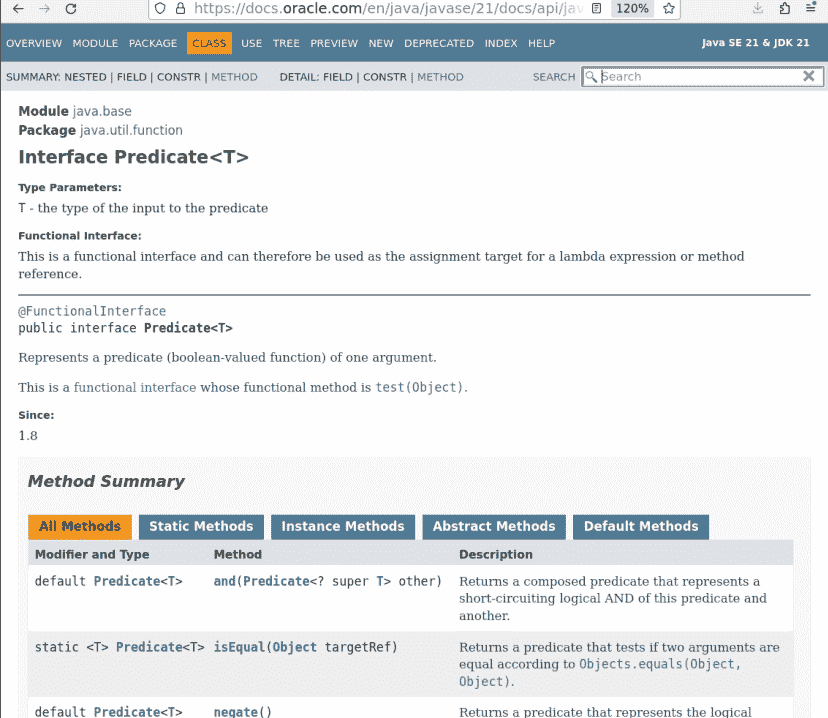 https://docs.oracle.com/en/java/javase/21/docs/api/jav 120%
OVERVIEW MODULE PACKAGE CLASS USE TREE PREVIEW NEW DEPRECATED INDEX HELP Java SE 21 & JDK 21
SUMMARY: NESTED | FIELD | CONSTR | METHOD DETAIL: FIELD | CONSTR | METHOD SEARCH Search
Module java.base
Package java.util.function
Interface Predicate<T>
Type Parameters:
T - the type of the input to the predicate
Functional Interface:
This is a functional interface and can therefore be used as the assignment target for a lambda expression or method
reference.
@FunctionalInterface
public interface Predicate<T>
Represents a predicate (boolean-valued function) of one argument.
This is a functional interface whose functional method is test(Object).
Since:
1.8
Method Summary
All Methods Static Methods Instance Methods Abstract Methods Default Methods
Modifier and Type Method Description
default Predicate<T> and(Predicate<? super T> other) Returns a composed predicate that represents a
short-circuiting logical AND of this predicate and
another.
static <T> Predicate<T> isEqual(Object targetRef) Returns a predicate that tests if two arguments are
equal according to Objects.equals(Object,
Object).
default Predicate<T> negate() Returns a predicate that represents the logical